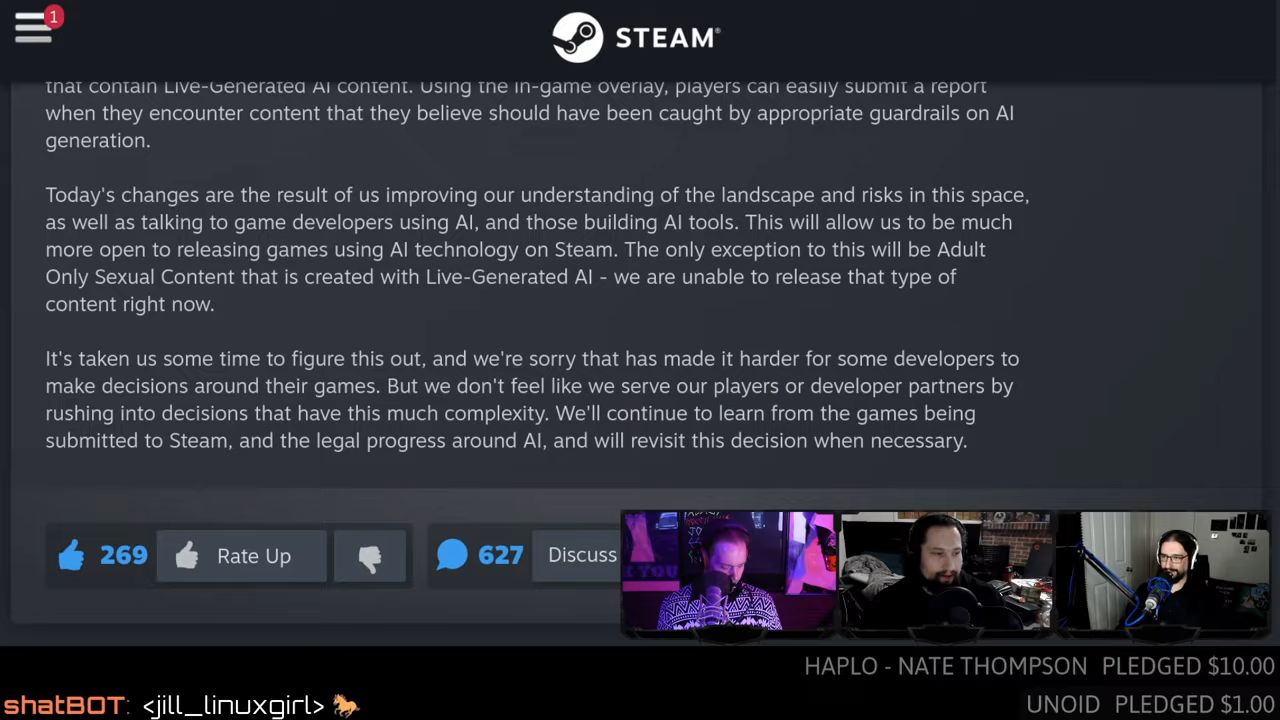 1
STEAM®
that contain Live-Generated AI content. Using the in-game overlay, players can easily submit a report
when they encounter content that they believe should have been caught by appropriate guardrails on AI
generation.
Today's changes are the result of us improving our understanding of the landscape and risks in this space,
as well as talking to game developers using AI, and those building AI tools. This will allow us to be much
more open to releasing games using AI technology on Steam. The only exception to this will be Adult
Only Sexual Content that is created with Live-Generated AI - we are unable to release that type of
content right now.
It's taken us some time to figure this out, and we're sorry that has made it harder for some developers to
make decisions around their games. But we don't feel like we serve our players or developer partners by
rushing into decisions that have this much complexity. We'll continue to learn from the games being
submitted to Steam, and the legal progress around AI, and will revisit this decision when necessary.
269 Rate Up 627 Discuss
HAPLO - NATE THOMPSON PLEDGED $10.00
shatBOT: <jill_linuxgirl> 🐎
UNOID PLEDGED $1.00